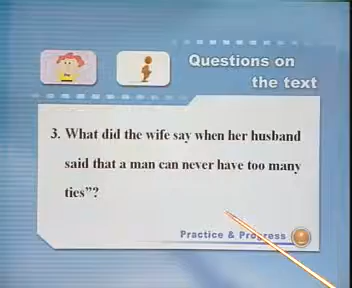 Questions on
the text
3. What did the wife say when her husband
said that a man can never have too many
ties”?
Practice & Progress